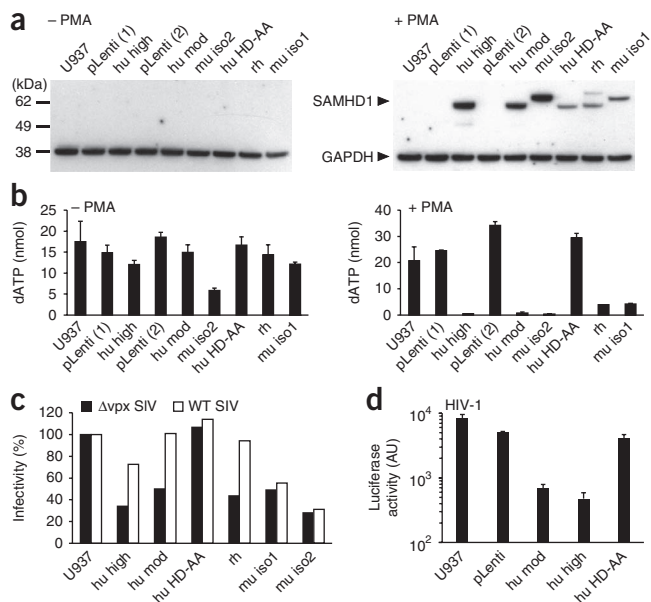 a
– PMA
U937
pLenti (1)
hu high
pLenti (2)
hu mod
mu iso2
hu HD-AA
rh
mu iso1
(kDa)
62
49
38
+ PMA
U937
pLenti (1)
hu high
pLenti (2)
hu mod
mu iso2
hu HD-AA
rh
mu iso1
SAMHD1
GAPDH
b
– PMA
dATP (nmol)
25
20
15
10
5
0
U937
pLenti (1)
hu high
pLenti (2)
hu mod
mu iso2
hu HD-AA
rh
mu iso1
+ PMA
dATP (nmol)
40
30
20
10
0
U937
pLenti (1)
hu high
pLenti (2)
hu mod
mu iso2
hu HD-AA
rh
mu iso1
c
Δvpx SIV
WT SIV
Infectivity (%)
120
100
80
60
40
20
0
U937
hu high
hu mod
hu HD-AA
rh
mu iso1
mu iso2
d
HIV-1
Luciferase
activity (AU)
10⁴
10³
10²
U937
pLenti
hu mod
hu high
hu HD-AA